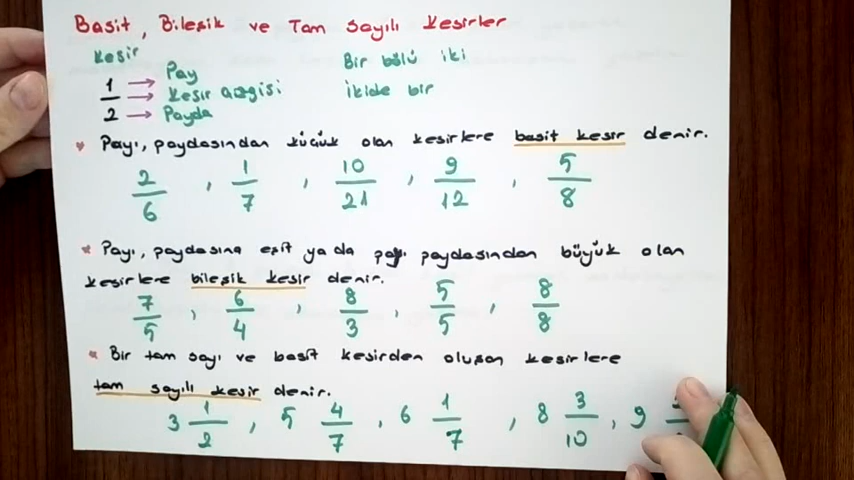 Basit, Bileşik ve Tam Sayılı Kesirler
Kesir
Bir bölü iki
1 → Pay
— → Kesir çizgisi
İkide bir
2 → Payda
* Payı, paydasından küçük olan kesirlere basit kesir denir.
2/6, 1/7, 10/21, 9/12, 5/8
* Payı, paydasına eşit ya da payı paydasından büyük olan
kesirlere bileşik kesir denir.
7/5, 6/4, 8/3, 5/5, 8/8
* Bir tam sayı ve basit kesirden oluşan kesirlere
tam sayılı kesir denir.
3 1/2, 5 4/7, 6 1/7, 8 3/10, 9